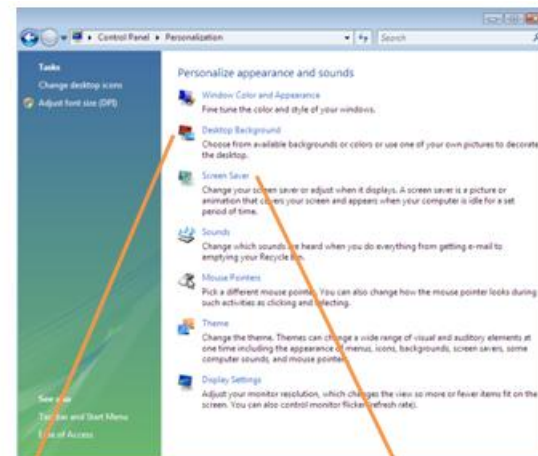 Control Panel ▸ Personalization
Search
Tasks
Change desktop icons
Adjust font size (DPI)
See also
Taskbar and Start Menu
Ease of Access
Personalize appearance and sounds
Window Color and Appearance
Fine tune the color and style of your windows.
Desktop Background
Choose from available backgrounds or colors or use one of your own pictures to decorate
the desktop.
Screen Saver
Change your screen saver or adjust when it displays. A screen saver is a picture or
animation that covers your screen and appears when your computer is idle for a set
period of time.
Sounds
Change which sounds are heard when you do everything from getting e-mail to
emptying your Recycle Bin.
Mouse Pointers
Pick a different mouse pointer. You can also change how the mouse pointer looks during
such activities as clicking and selecting.
Theme
Change the theme. Themes can change a wide range of visual and auditory elements at
one time including the appearance of menus, icons, backgrounds, screen savers, some
computer sounds, and mouse pointers.
Display Settings
Adjust your monitor resolution, which changes the view so more or fewer items fit on the
screen. You can also control monitor flicker (refresh rate).